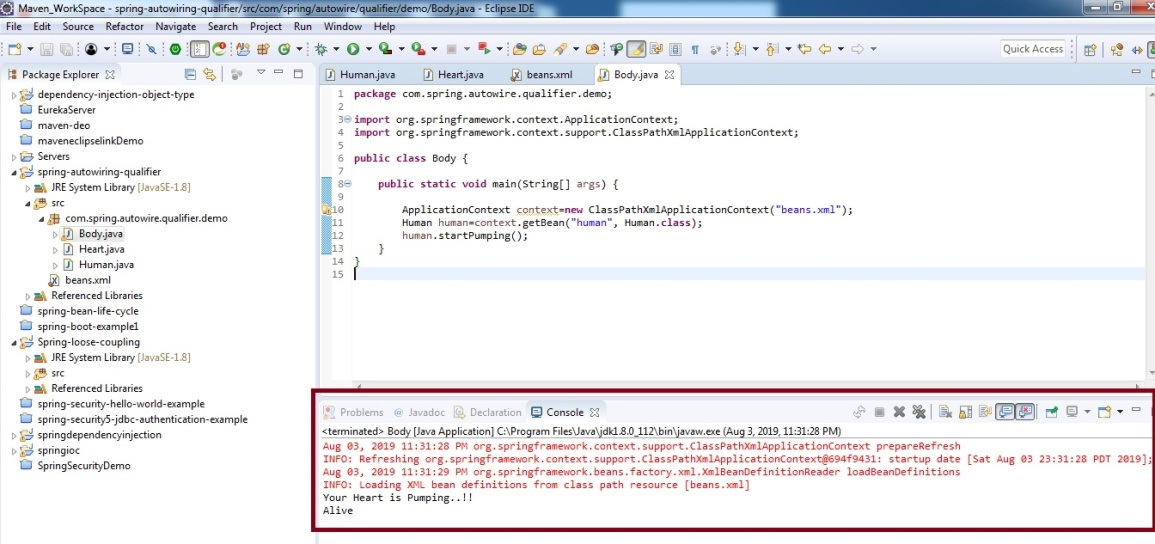 Maven_WorkSpace - spring-autowiring-qualifier/src/com/spring/autowire/qualifier/demo/Body.java - Eclipse IDE
File Edit Source Refactor Navigate Search Project Run Window Help
Quick Access
Package Explorer
dependency-injection-object-type
EurekaServer
maven-deo
maveneclipselinkDemo
Servers
spring-autowiring-qualifier
JRE System Library [JavaSE-1.8]
src
com.spring.autowire.qualifier.demo
Body.java
Heart.java
Human.java
beans.xml
Referenced Libraries
spring-bean-life-cycle
spring-boot-example1
Spring-loose-coupling
JRE System Library [JavaSE-1.8]
src
Referenced Libraries
spring-security-hello-world-example
spring-security5-jdbc-authentication-example
springdependencyinjection
springioc
SpringSecurityDemo
Human.java Heart.java beans.xml Body.java
1 package com.spring.autowire.qualifier.demo;
2
3 import org.springframework.context.ApplicationContext;
4 import org.springframework.context.support.ClassPathXmlApplicationContext;
5
6 public class Body {
7
8 public static void main(String[] args) {
9
10 ApplicationContext context=new ClassPathXmlApplicationContext("beans.xml");
11 Human human=context.getBean("human", Human.class);
12 human.startPumping();
13 }
14 }
15
Problems @ Javadoc Declaration Console
<terminated> Body [Java Application] C:\Program Files\Java\jdk1.8.0_112\bin\javaw.exe (Aug 3, 2019, 11:31:28 PM)
Aug 03, 2019 11:31:28 PM org.springframework.context.support.ClassPathXmlApplicationContext prepareRefresh
INFO: Refreshing org.springframework.context.support.ClassPathXmlApplicationContext@694f9431: startup date [Sat Aug 03 23:31:28 PDT 2019];
Aug 03, 2019 11:31:29 PM org.springframework.beans.factory.xml.XmlBeanDefinitionReader loadBeanDefinitions
INFO: Loading XML bean definitions from class path resource [beans.xml]
Your Heart is Pumping..!!
Alive